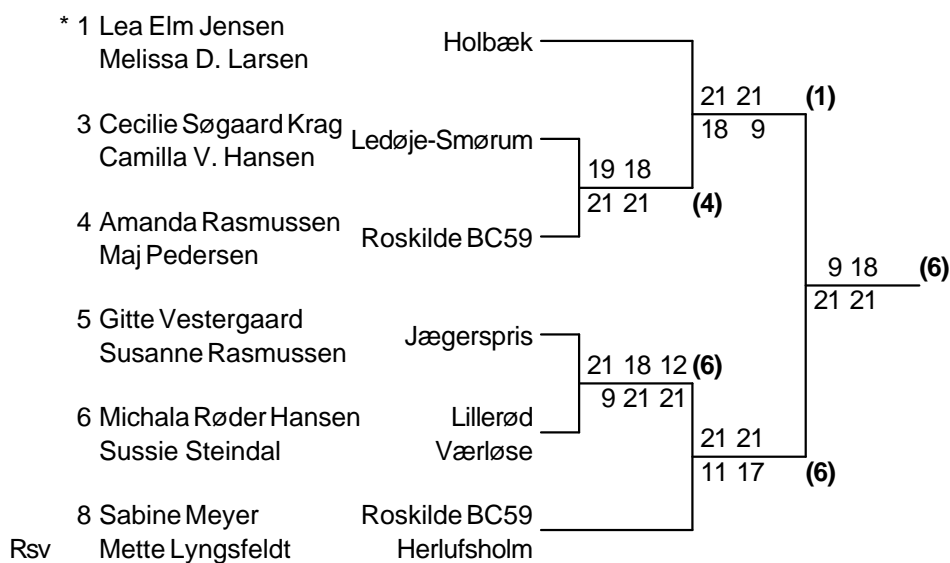 * 1 Lea Elm Jensen
Melissa D. Larsen
Holbæk
21 21 (1)
18 9
3 Cecilie Søgaard Krag
Camilla V. Hansen
Ledøje-Smørum
19 18
21 21 (4)
4 Amanda Rasmussen
Maj Pedersen
Roskilde BC59
9 18 (6)
21 21
5 Gitte Vestergaard
Susanne Rasmussen
Jægerspris
21 18 12 (6)
9 21 21
6 Michala Røder Hansen
Sussie Steindal
Lillerød
Værløse
21 21
11 17 (6)
8 Sabine Meyer
Rsv Mette Lyngsfeldt
Roskilde BC59
Herlufsholm